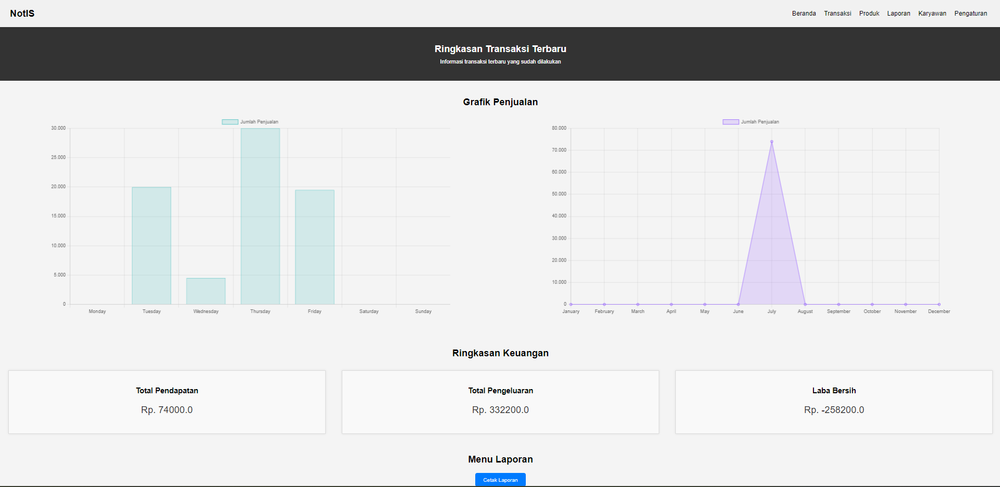 NotIS
Beranda Transaksi Produk Laporan Karyawan Pengaturan
Ringkasan Transaksi Terbaru
Informasi transaksi terbaru yang sudah dilakukan
Grafik Penjualan
Jumlah Penjualan
30.000
25.000
20.000
15.000
10.000
5.000
0
Monday Tuesday Wednesday Thursday Friday Saturday Sunday
Jumlah Penjualan
80.000
70.000
60.000
50.000
40.000
30.000
20.000
10.000
0
January February March April May June July August September October November December
Ringkasan Keuangan
Total Pendapatan
Rp. 74000.0
Total Pengeluaran
Rp. 332200.0
Laba Bersih
Rp. -258200.0
Menu Laporan
Cetak Laporan